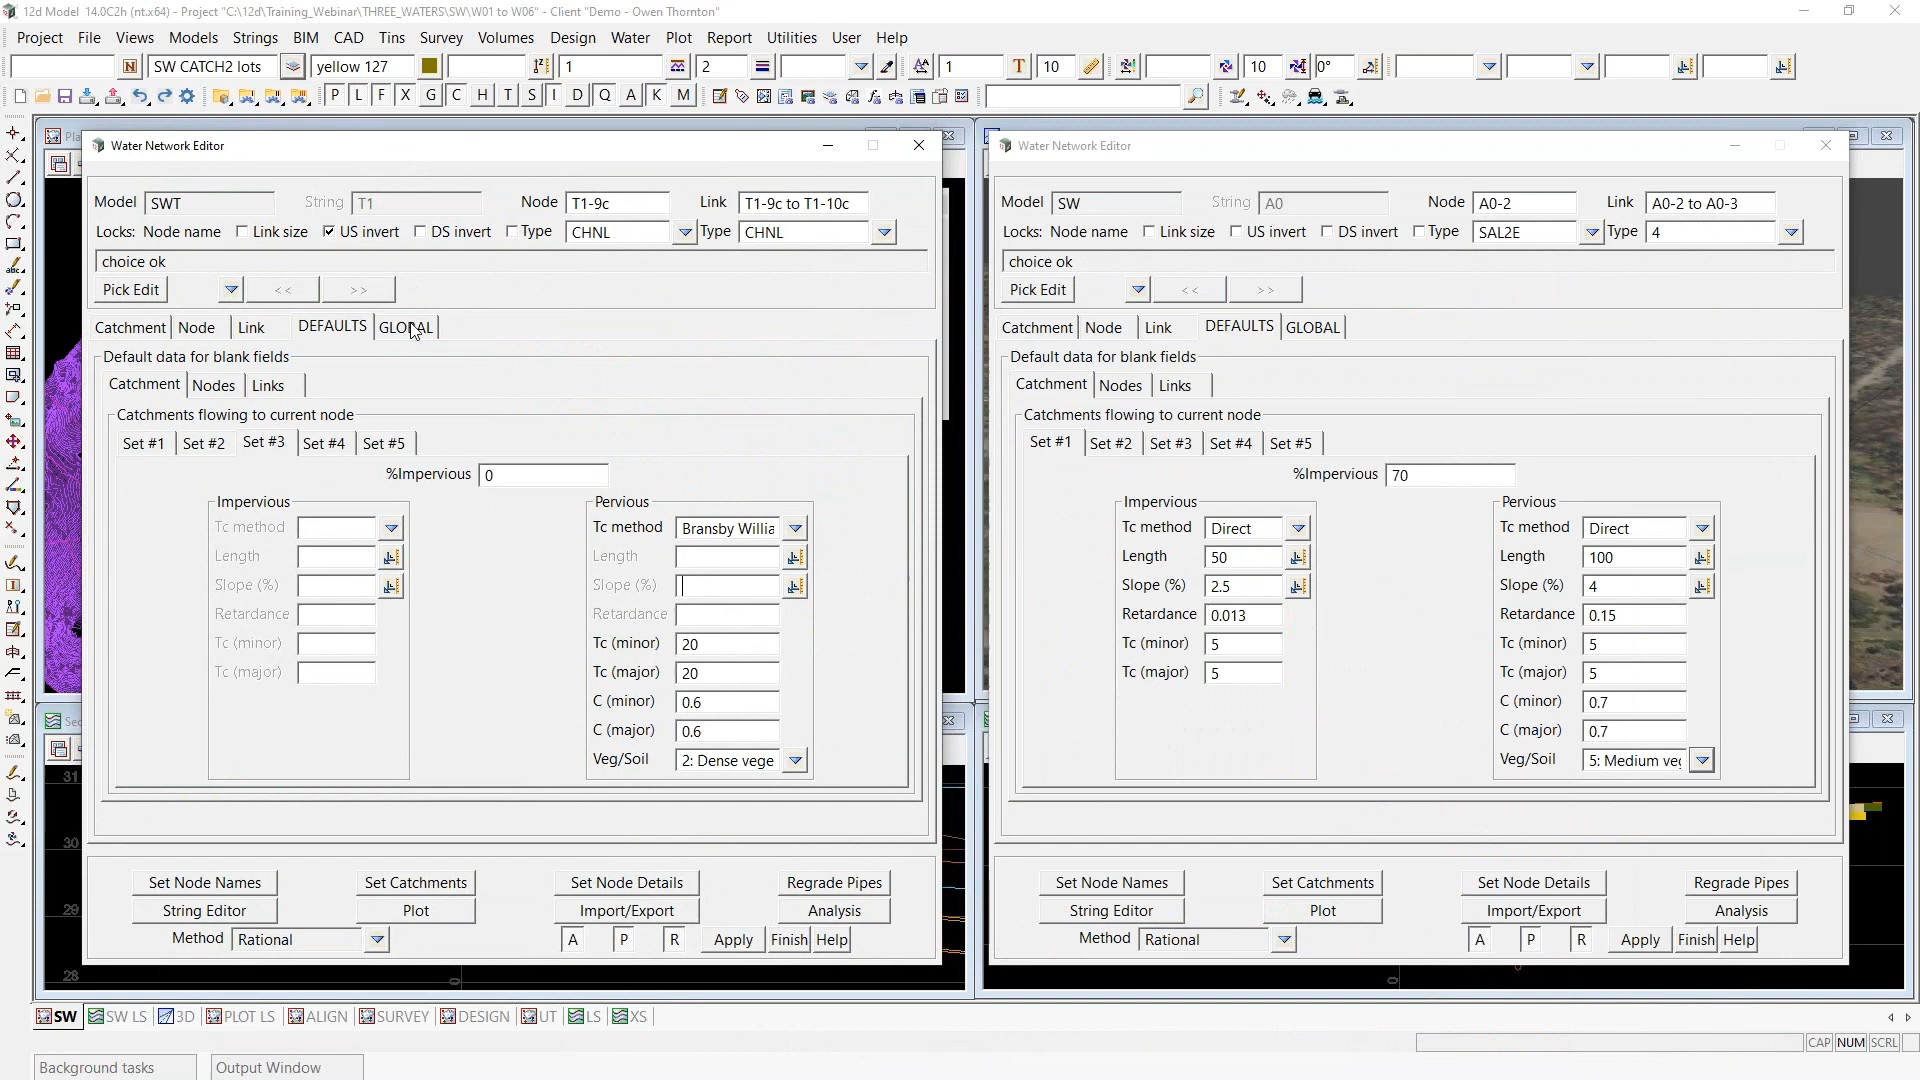 12d Model 14.0C2h (nt.x64) - Project "C:\12d\Training_Webinar\THREE_WATERS\SW\W01 to W06" - Client "Demo - Owen Thornton"
Project File Views Models Strings BIM CAD Tins Survey Volumes Design Water Plot Report Utilities User Help
N SW CATCH2 lots yellow 127 1 2 1 T 10 10 0°
P L F X G C H T S I D Q A K M
Water Network Editor
Model SWT String T1 Node T1-9c Link T1-9c to T1-10c
Locks: Node name Link size US invert DS invert Type CHNL Type CHNL
choice ok
Pick Edit << >>
Catchment Node Link DEFAULTS GLOBAL
Default data for blank fields
Catchment Nodes Links
Catchments flowing to current node
Set #1 Set #2 Set #3 Set #4 Set #5
%Impervious 0
Impervious
Tc method
Length
Slope (%)
Retardance
Tc (minor)
Tc (major)
Pervious
Tc method Bransby Willia
Length
Slope (%)
Retardance
Tc (minor) 20
Tc (major) 20
C (minor) 0.6
C (major) 0.6
Veg/Soil 2: Dense vege
Set Node Names Set Catchments Set Node Details Regrade Pipes
String Editor Plot Import/Export Analysis
Method Rational A P R Apply Finish Help
Water Network Editor
Model SW String A0 Node A0-2 Link A0-2 to A0-3
Locks: Node name Link size US invert DS invert Type SAL2E Type 4
choice ok
Pick Edit << >>
Catchment Node Link DEFAULTS GLOBAL
Default data for blank fields
Catchment Nodes Links
Catchments flowing to current node
Set #1 Set #2 Set #3 Set #4 Set #5
%Impervious 70
Impervious
Tc method Direct
Length 50
Slope (%) 2.5
Retardance 0.013
Tc (minor) 5
Tc (major) 5
Pervious
Tc method Direct
Length 100
Slope (%) 4
Retardance 0.15
Tc (minor) 5
Tc (major) 5
C (minor) 0.7
C (major) 0.7
Veg/Soil 5: Medium veg
Set Node Names Set Catchments Set Node Details Regrade Pipes
String Editor Plot Import/Export Analysis
Method Rational A P R Apply Finish Help
31
30
29
28
SW SW LS 3D PLOT LS ALIGN SURVEY DESIGN UT LS XS
CAP NUM SCRL
Background tasks Output Window